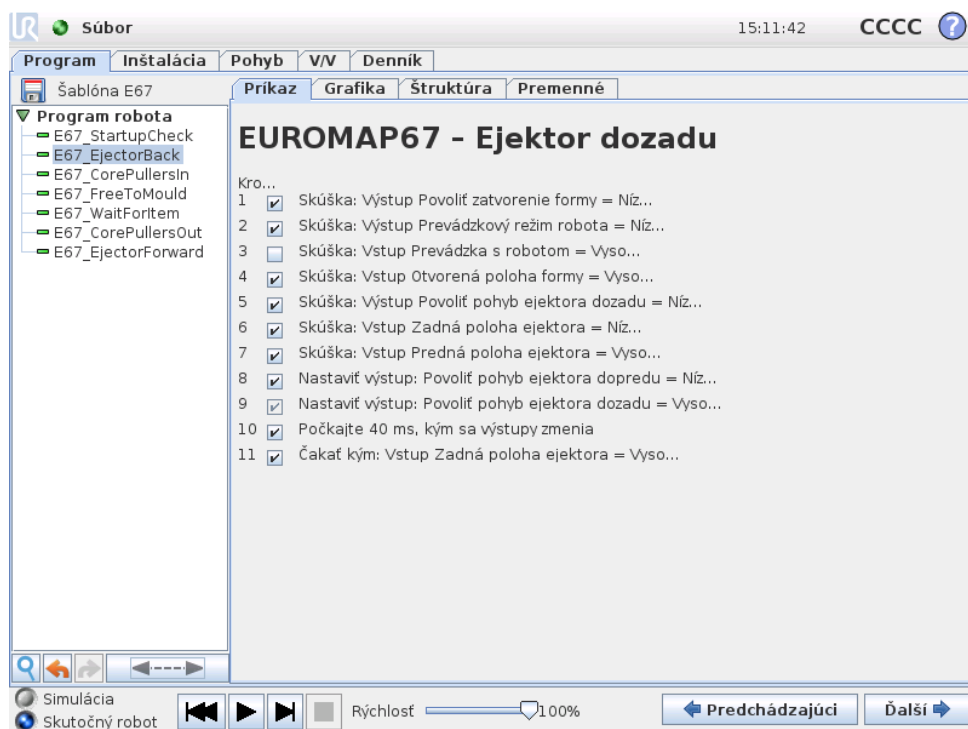 UR Súbor 15:11:42 CCCC ?
Program Inštalácia Pohyb V/V Denník
Šablóna E67
Príkaz Grafika Štruktúra Premenné
Program robota
E67_StartupCheck
E67_EjectorBack
E67_CorePullersIn
E67_FreeToMould
E67_WaitForItem
E67_CorePullersOut
E67_EjectorForward
EUROMAP67 – Ejektor dozadu
Kro...
1 Skúška: Výstup Povoliť zatvorenie formy = Níz...
2 Skúška: Výstup Prevádzkový režim robota = Níz...
3 Skúška: Vstup Prevádzka s robotom = Vyso...
4 Skúška: Vstup Otvorená poloha formy = Vyso...
5 Skúška: Výstup Povoliť pohyb ejektora dozadu = Níz...
6 Skúška: Vstup Zadná poloha ejektora = Níz...
7 Skúška: Vstup Predná poloha ejektora = Vyso...
8 Nastaviť výstup: Povoliť pohyb ejektora dopredu = Níz...
9 Nastaviť výstup: Povoliť pohyb ejektora dozadu = Vyso...
10 Počkajte 40 ms, kým sa výstupy zmenia
11 Čakať kým: Vstup Zadná poloha ejektora = Vyso...
Simulácia
Skutočný robot
Rýchlosť 100%
Predchádzajúci Ďalší